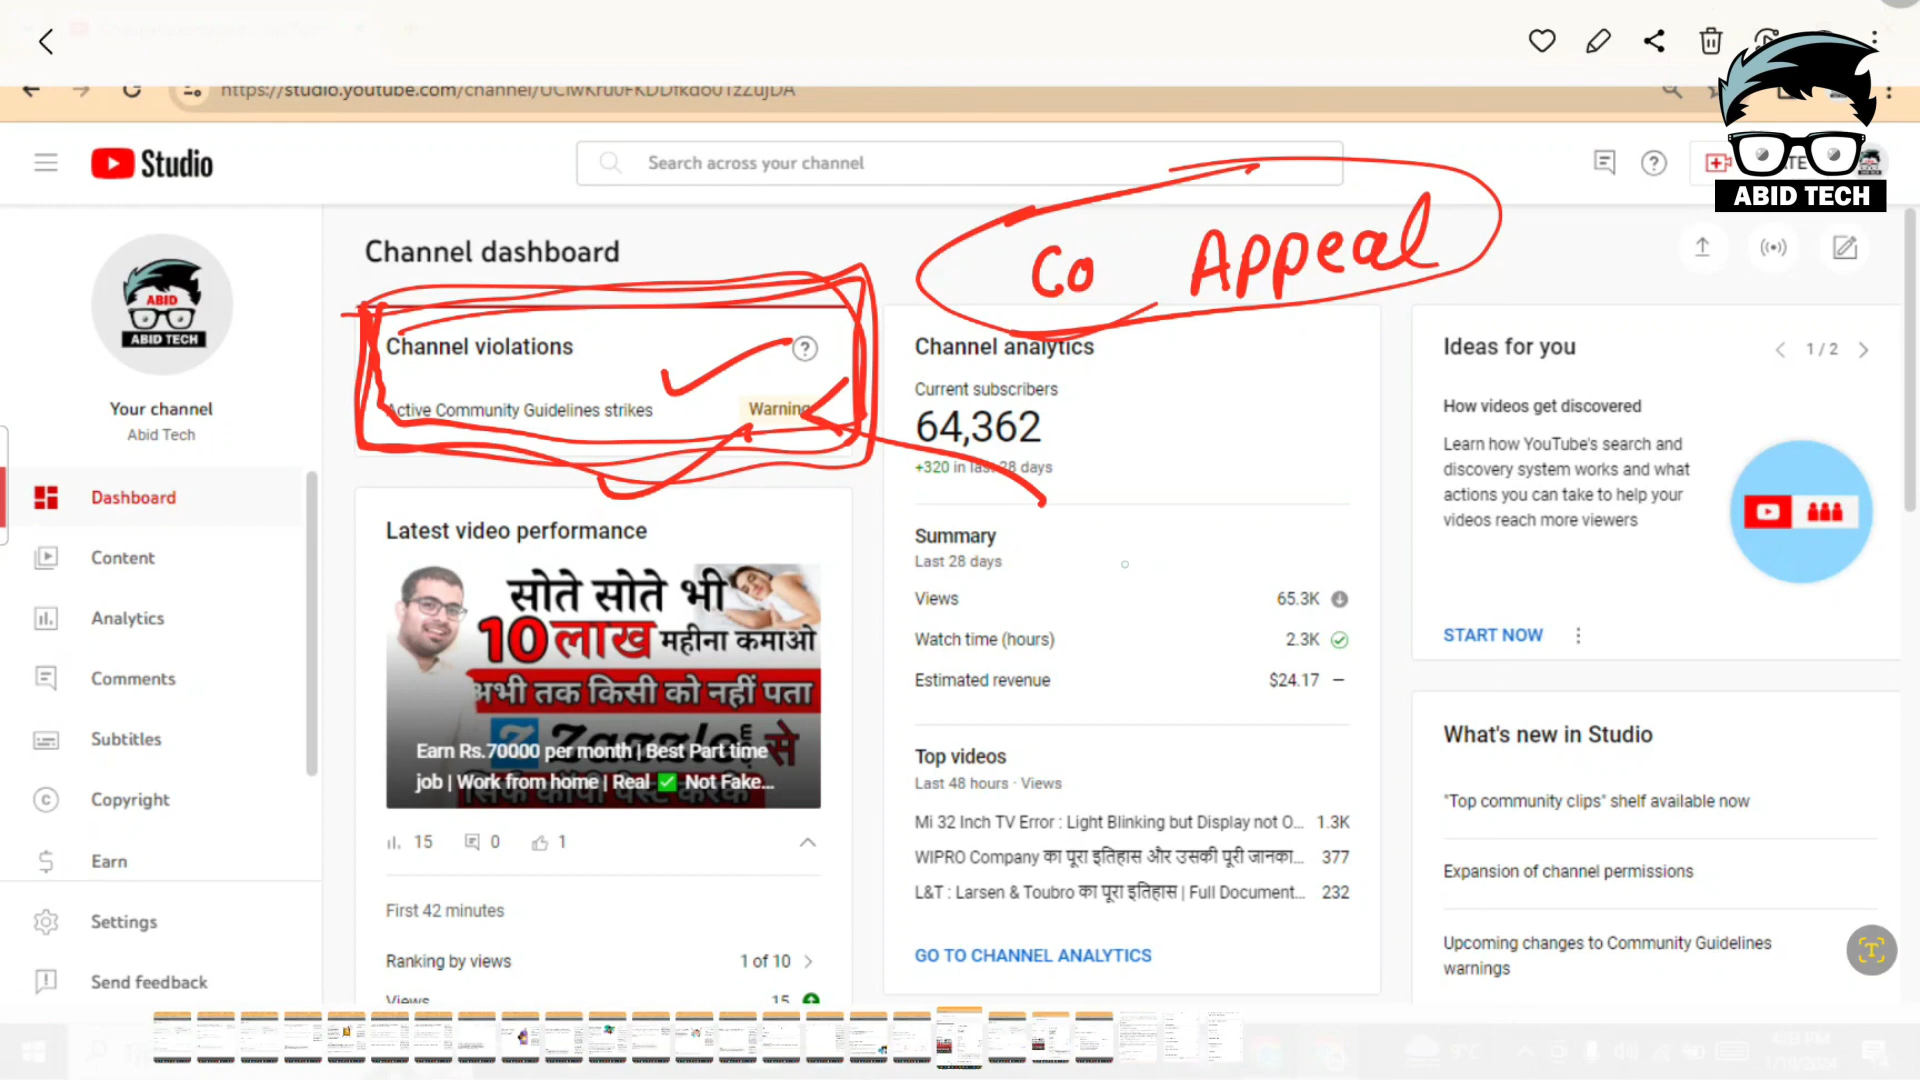 https://studio.youtube.com/channel/
Studio
Search across your channel
ABID TECH
Co Appeal
Channel dashboard
ABID
ABID TECH
Your channel
Abid Tech
Dashboard
Content
Analytics
Comments
Subtitles
Copyright
Earn
Settings
Send feedback
Channel violations
Active Community Guidelines strikes
Warning
Latest video performance
सोते सोते भी
10 लाख महीना कमाओ
अभी तक किसी को नहीं पता
से
Earn Rs.70000 per month | Best Part time
job | Work from home | Real ✅ Not Fake...
15 0 1
First 42 minutes
Ranking by views 1 of 10
Views 15
Channel analytics
Current subscribers
64,362
+320 in last 28 days
Summary
Last 28 days
Views 65.3K
Watch time (hours) 2.3K
Estimated revenue $24.17
Top videos
Last 48 hours · Views
Mi 32 Inch TV Error : Light Blinking but Display not O... 1.3K
WIPRO Company का पूरा इतिहास और उसकी पूरी जानका... 377
L&T : Larsen & Toubro का पूरा इतिहास | Full Document... 232
GO TO CHANNEL ANALYTICS
Ideas for you
1 / 2
How videos get discovered
Learn how YouTube's search and
discovery system works and what
actions you can take to help your
videos reach more viewers
START NOW
What's new in Studio
"Top community clips" shelf available now
Expansion of channel permissions
Upcoming changes to Community Guidelines
warnings